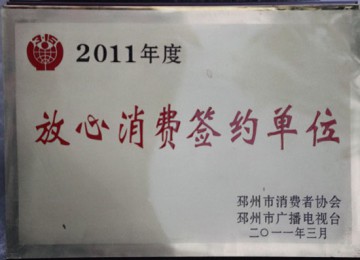 2011年度
放心消费签约单位
邳州市消费者协会
邳州市广播电视台
二〇一一年三月